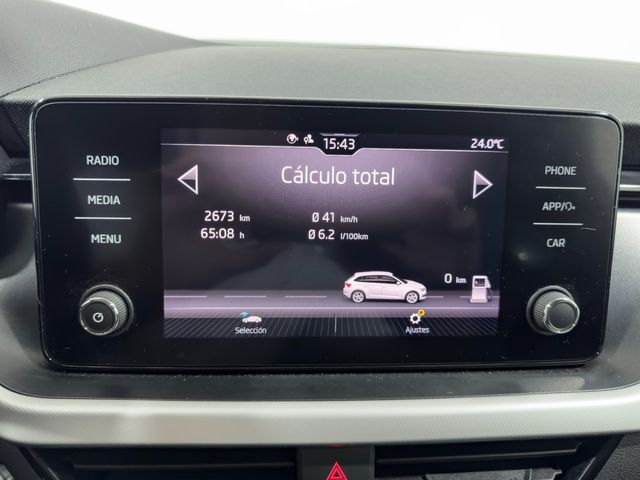 15:43
24.0°C
RADIO
MEDIA
MENU
Cálculo total
2673 km
Ø 41 km/h
65:08 h
Ø 6.2 l/100km
0 km
Selección
Ajustes
PHONE
APP/
CAR